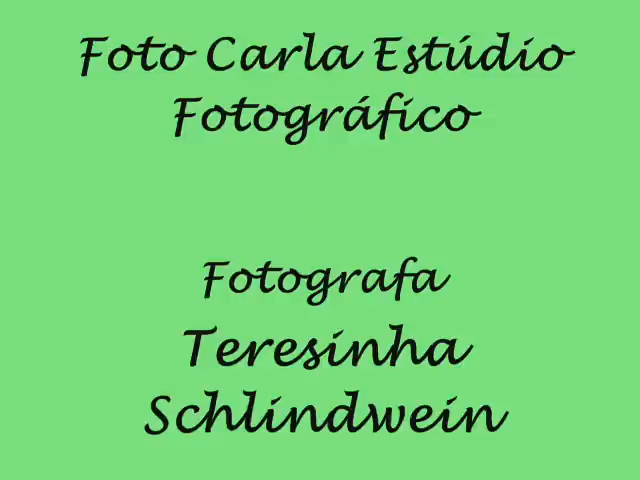 Foto Carla Estúdio
Fotográfico
Fotografa
Teresinha
Schlindwein